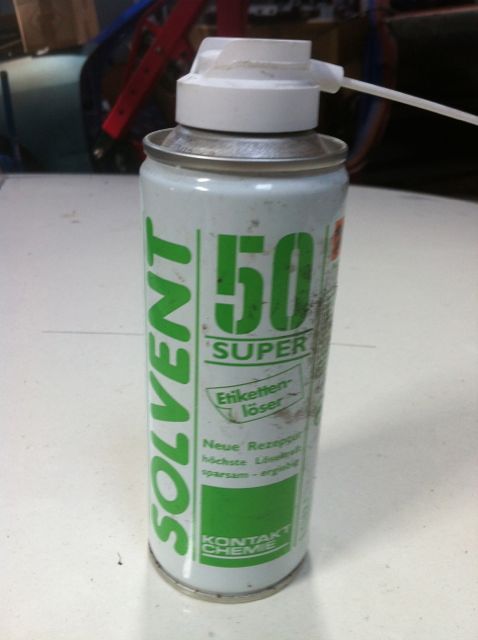 SOLVENT
50
SUPER
Etiketten-
löser
Neue Rezeptur
höchste Lösekraft
sparsam - ergiebig
KONTAKT
CHEMIE